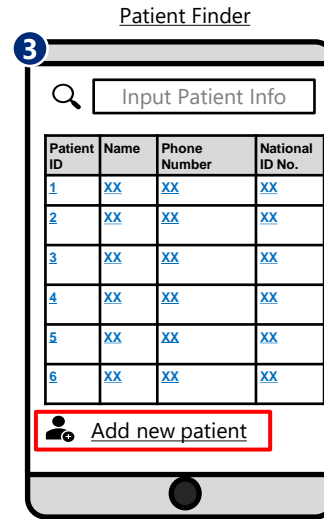 Patient Finder
3
Input Patient Info
Patient ID Name Phone Number National ID No.
1 XX XX XX
2 XX XX XX
3 XX XX XX
4 XX XX XX
5 XX XX XX
6 XX XX XX
Add new patient